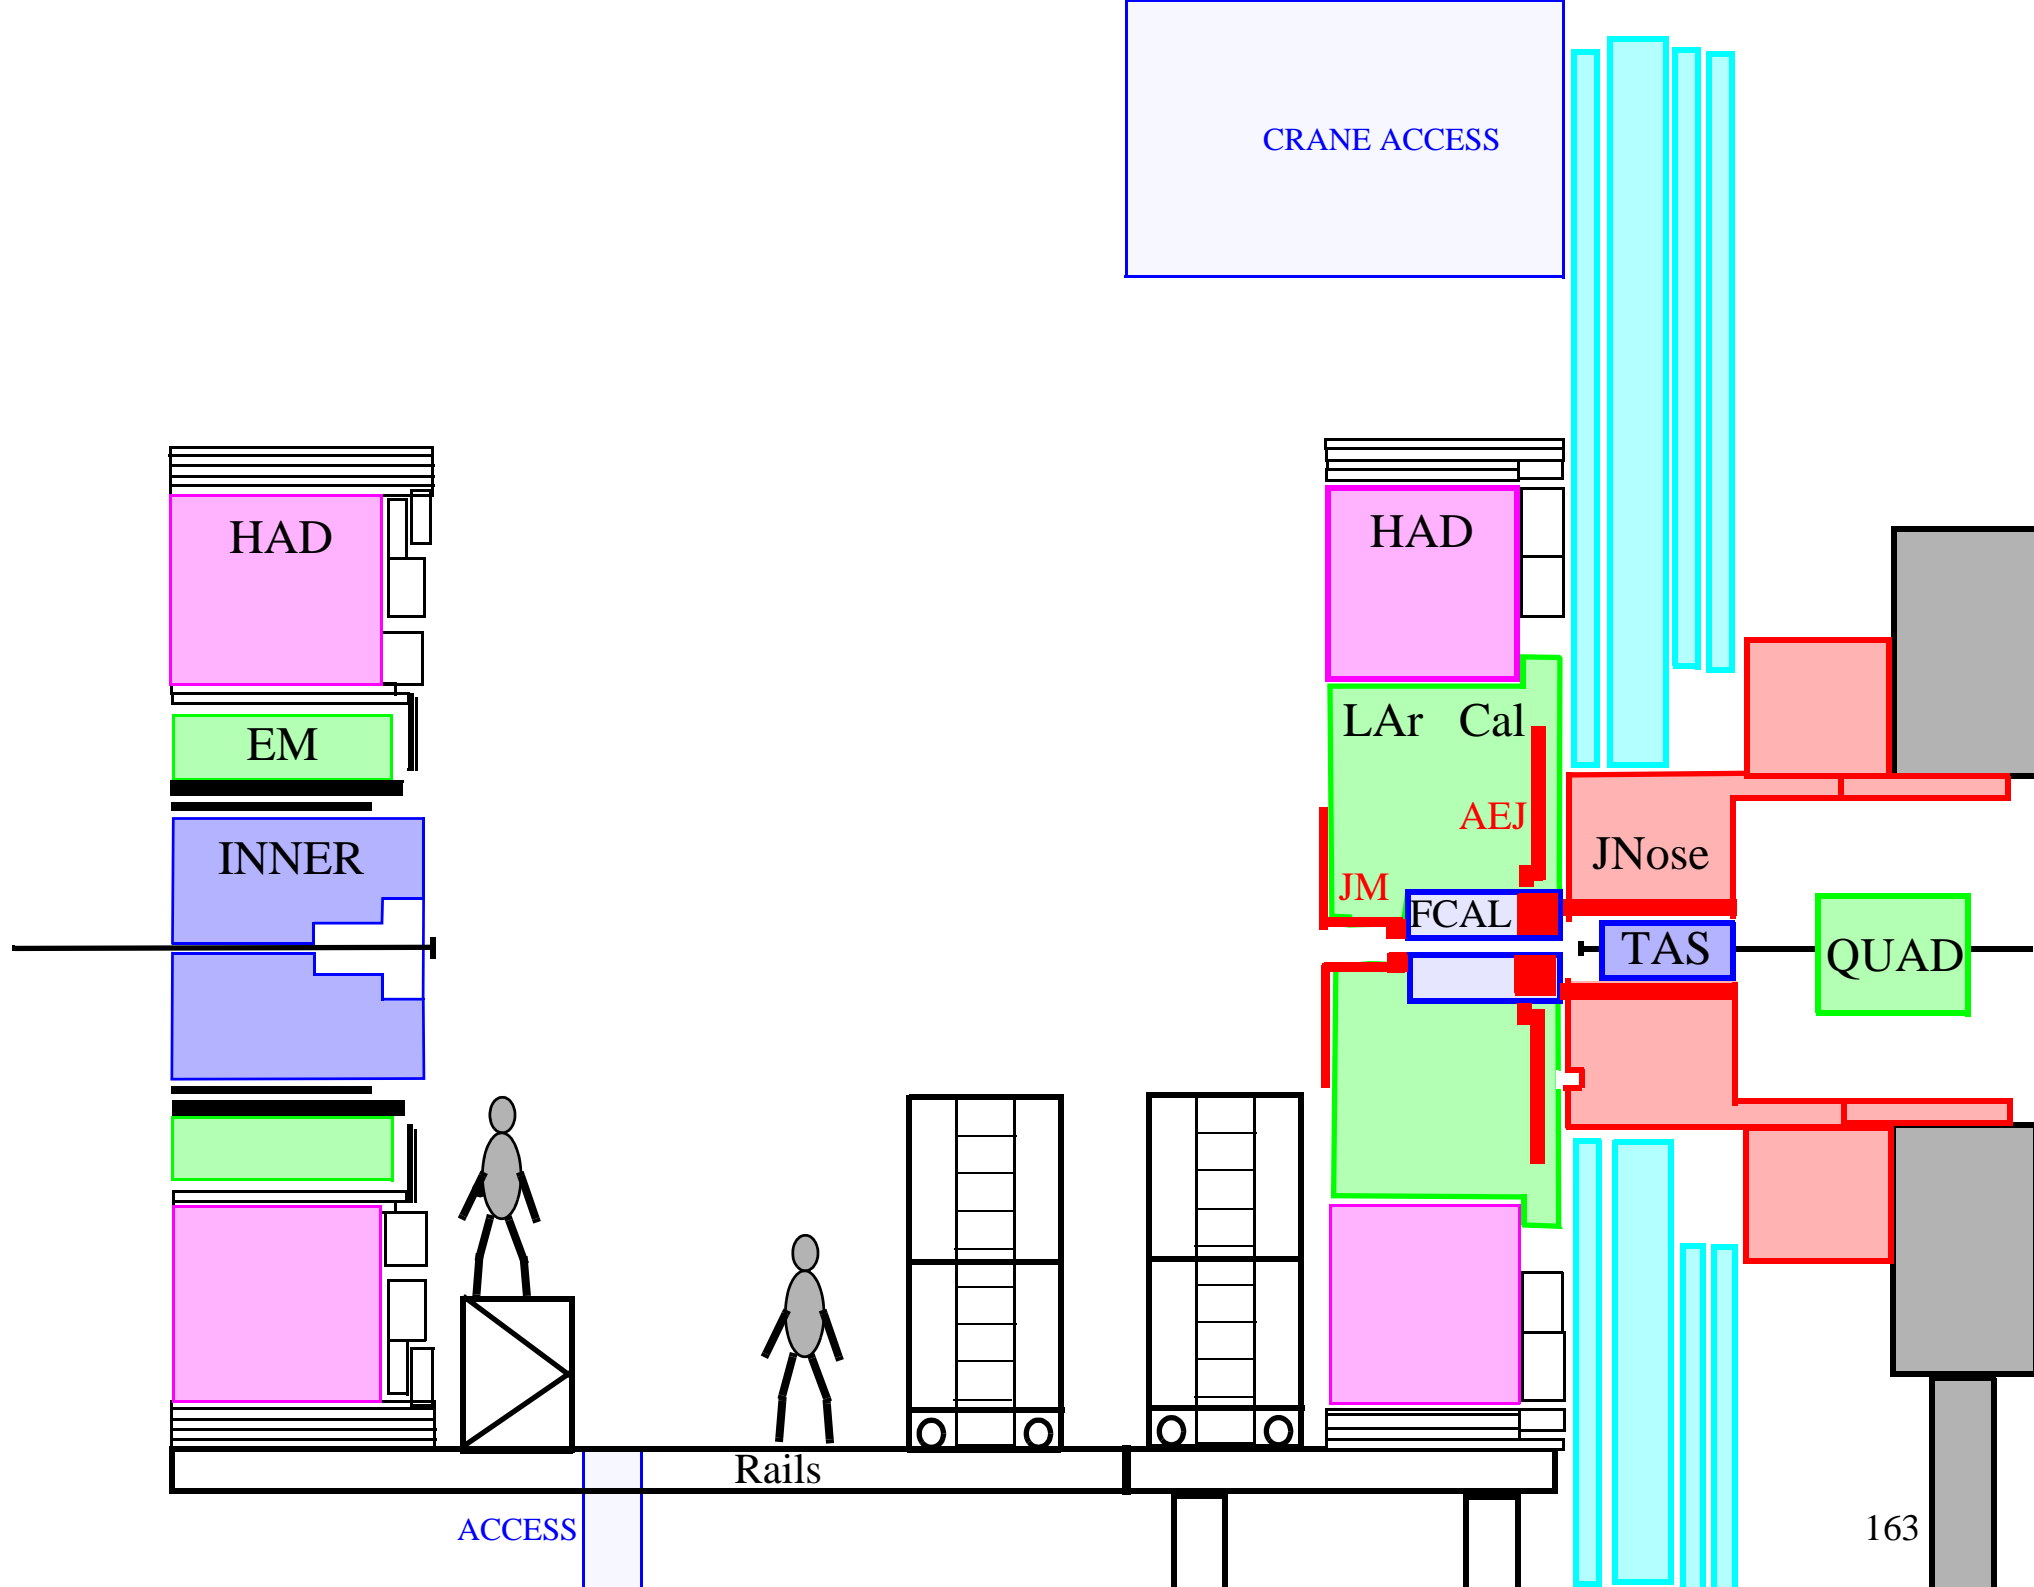 CRANE ACCESS
HAD
HAD
EM
LAr Cal
AEJ
INNER
JNose
JM
FCAL
TAS
QUAD
Rails
ACCESS
163